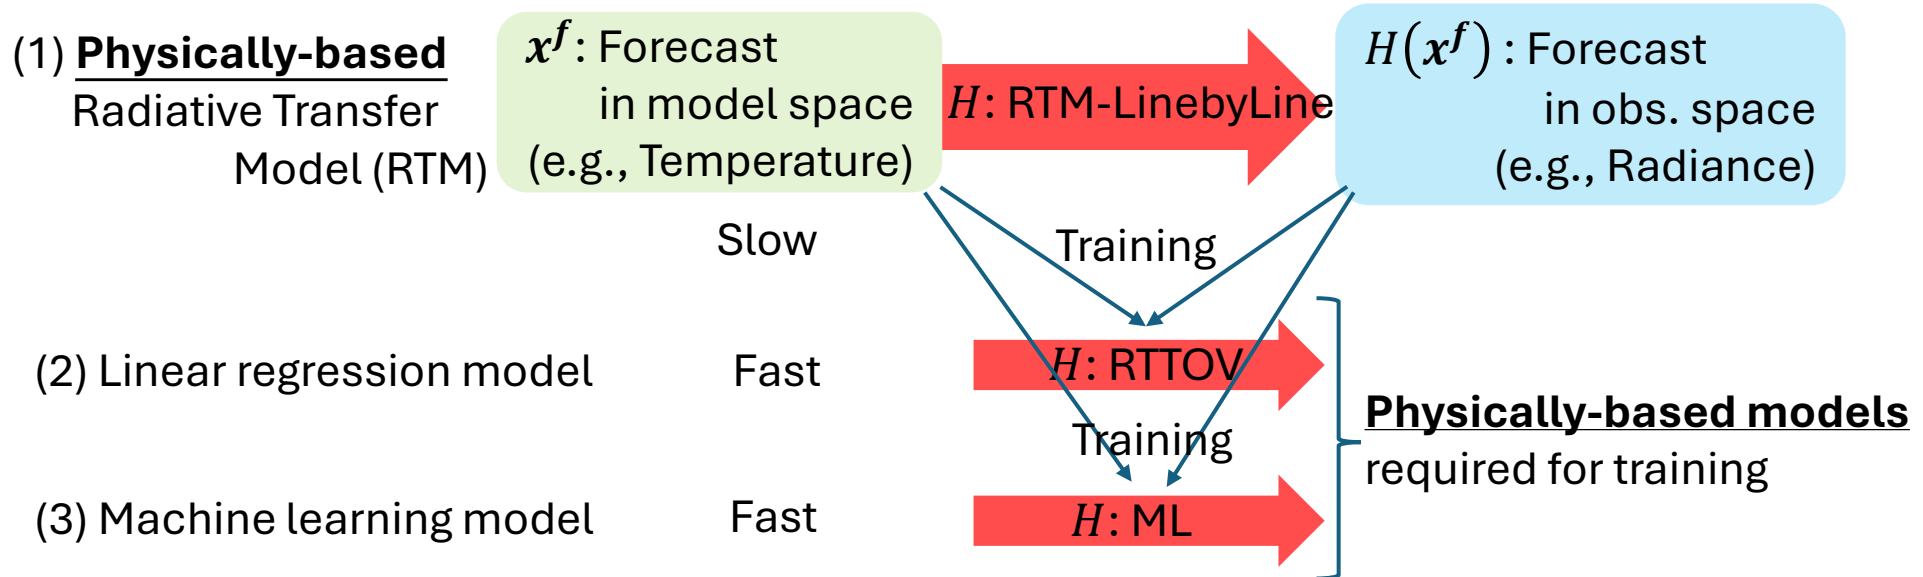 (1) Physically-based
Radiative Transfer
Model (RTM)
x^f: Forecast
in model space
(e.g., Temperature)
H: RTM-LinebyLine
H(x^f) : Forecast
in obs. space
(e.g., Radiance)
Slow
Training
(2) Linear regression model
Fast
H: RTTOV
Training
(3) Machine learning model
Fast
H: ML
Physically-based models
required for training